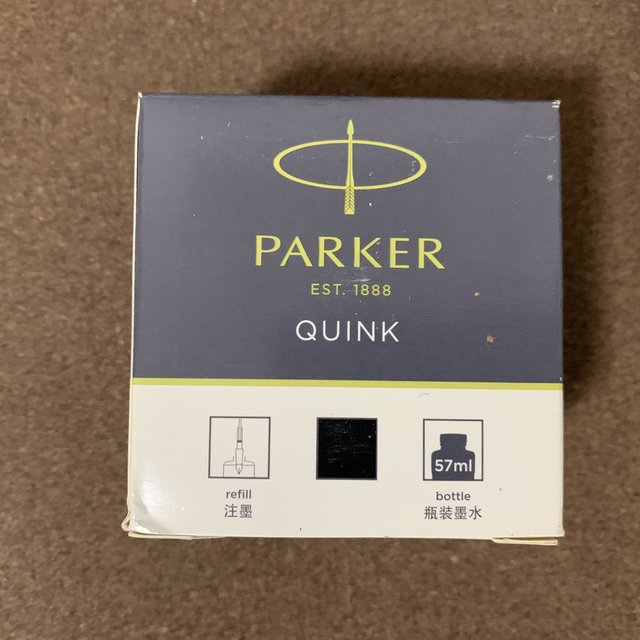 PARKER
EST. 1888
QUINK
57ml
refill
注墨
bottle
瓶装墨水